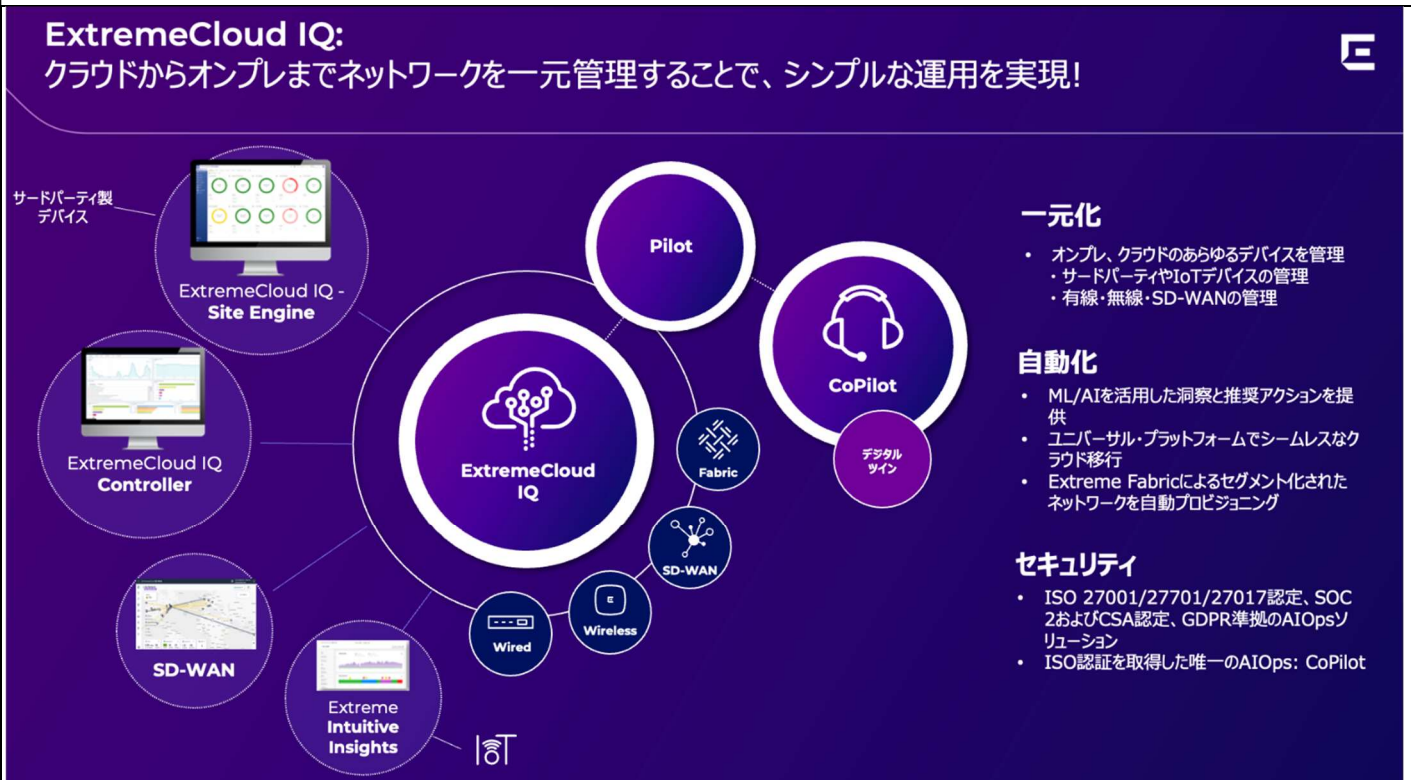 ExtremeCloud IQ:
クラウドからオンプレまでネットワークを一元管理することで、シンプルな運用を実現!
サードパーティ製
デバイス
ExtremeCloud IQ -
Site Engine
ExtremeCloud IQ
Controller
SD-WAN
Extreme
Intuitive
Insights
IoT
ExtremeCloud
IQ
Pilot
CoPilot
デジタル
ツイン
Fabric
SD-WAN
Wireless
Wired
一元化
• オンプレ、クラウドのあらゆるデバイスを管理
・サードパーティやIoTデバイスの管理
・有線・無線・SD-WANの管理
自動化
• ML/AIを活用した洞察と推奨アクションを提
供
• ユニバーサル・プラットフォームでシームレスなク
ラウド移行
• Extreme Fabricによるセグメント化された
ネットワークを自動プロビジョニング
セキュリティ
• ISO 27001/27701/27017認定、SOC
2およびCSA認定、GDPR準拠のAIOpsソ
リューション
• ISO認証を取得した唯一のAIOps: CoPilot